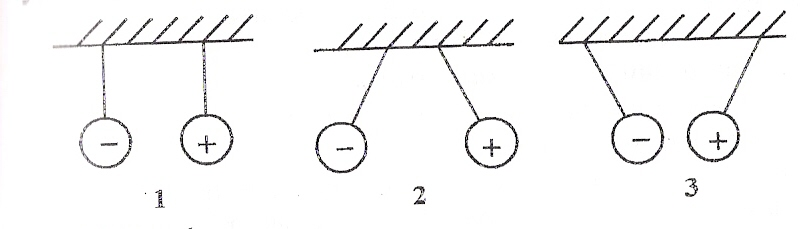 − + − + − +
1 2 3